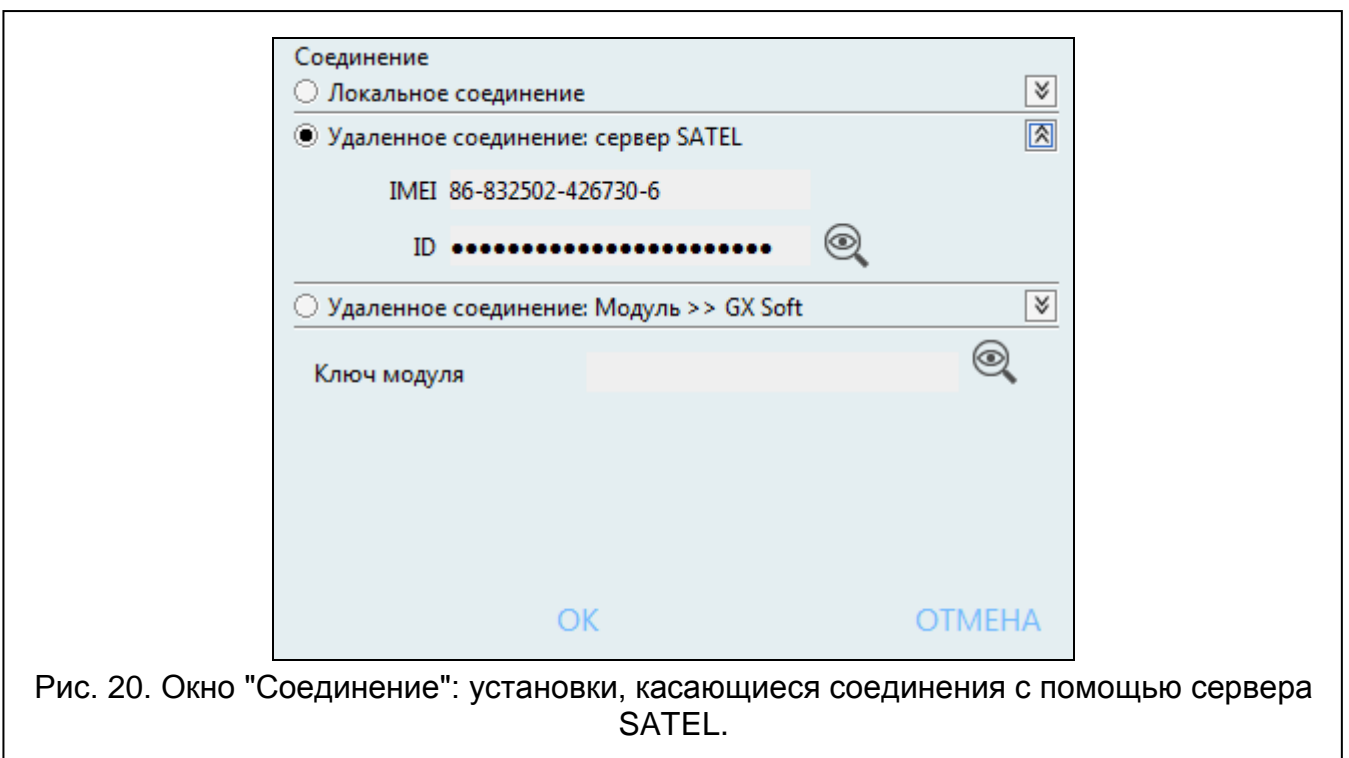 Соединение
Локальное соединение
Удаленное соединение: сервер SATEL
IMEI 86-832502-426730-6
ID ●●●●●●●●●●●●●●●●●●●●●●●
Удаленное соединение: Модуль >> GX Soft
Ключ модуля
OK ОТМЕНА
Рис. 20. Окно "Соединение": установки, касающиеся соединения с помощью сервера
SATEL.